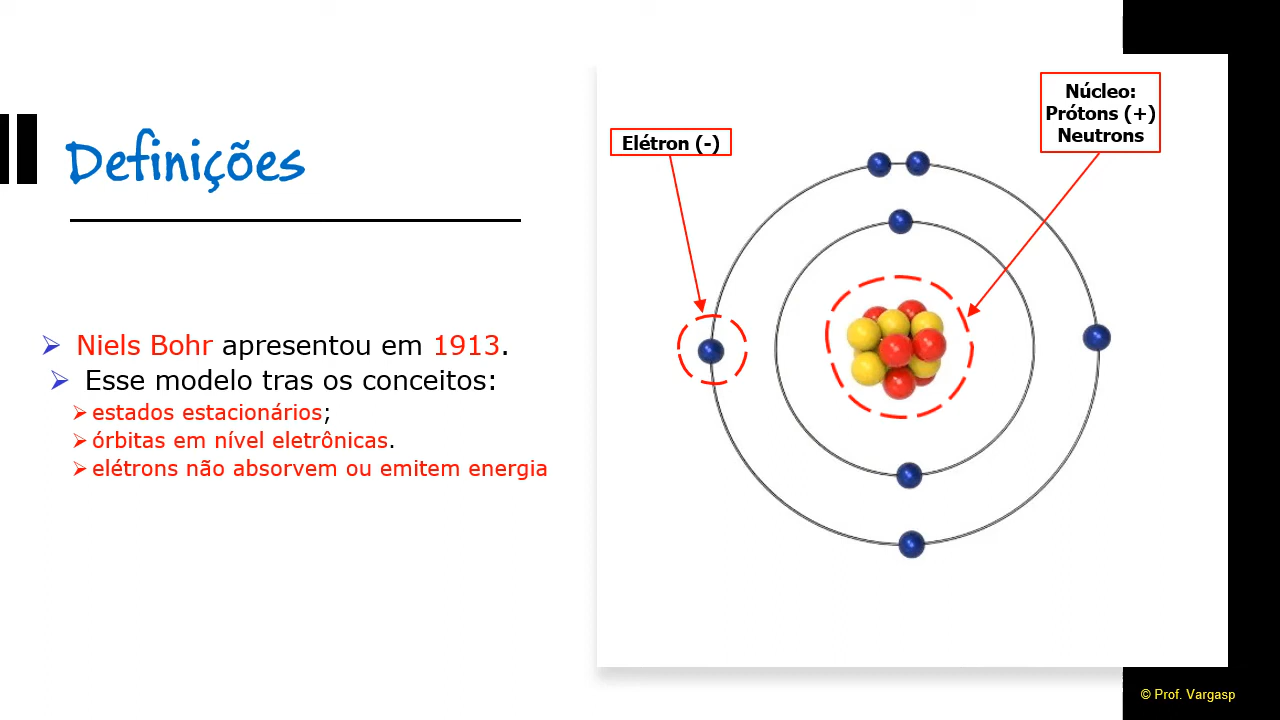 Definições
Niels Bohr apresentou em 1913.
Esse modelo tras os conceitos:
estados estacionários;
órbitas em nível eletrônicas.
elétrons não absorvem ou emitem energia
Elétron (-)
Núcleo:
Prótons (+)
Neutrons
© Prof. Vargasp